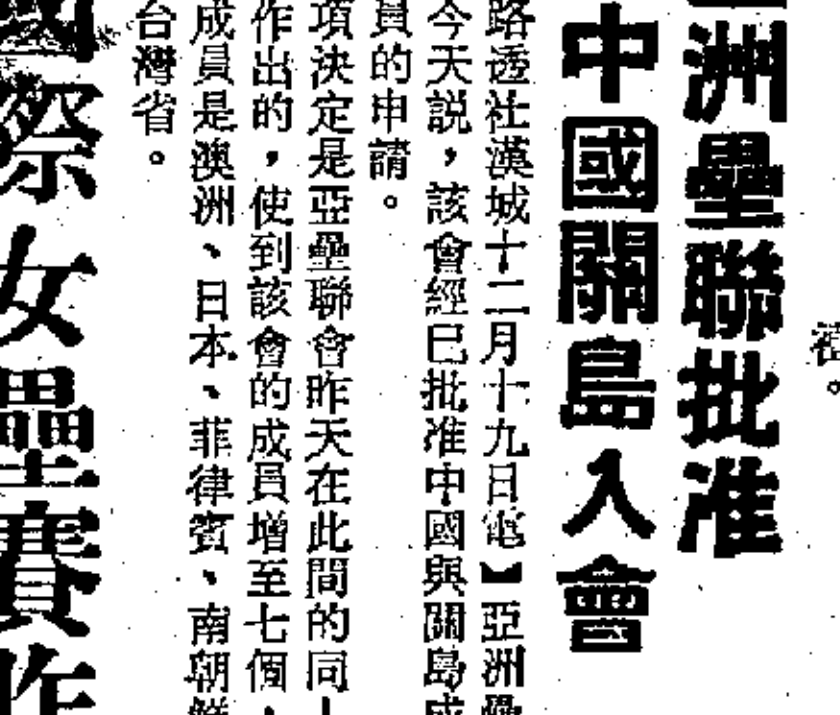 洲壘聯批准
中國關島入會
路透社漢城十二月十九日電】亞洲壘
今天説，該會經已批准中國與關島成
員的申請。
項決定是亞壘聯會昨天在此間的同
作出的，使到該會的成員增至七個，
成員是澳洲、日本、菲律賓、南朝鮮
台灣省。
國際女壘賽昨